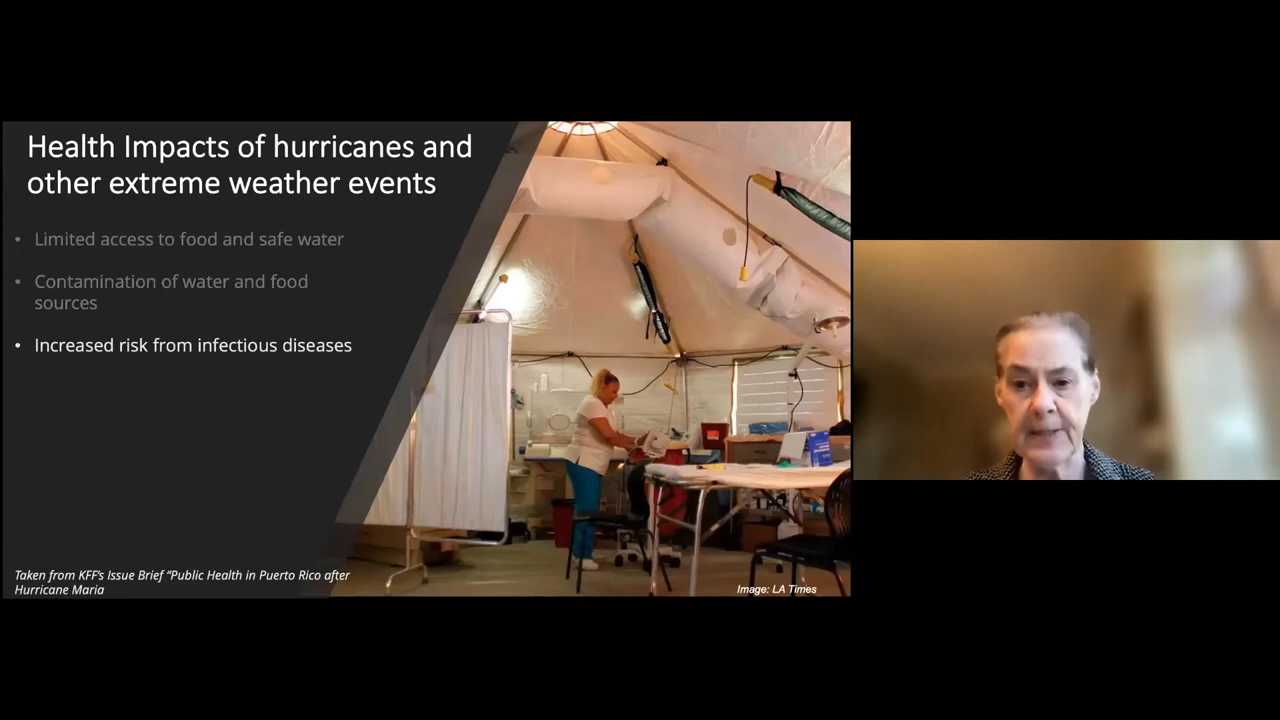 Health Impacts of hurricanes and
other extreme weather events
• Limited access to food and safe water
• Contamination of water and food
sources
• Increased risk from infectious diseases
Taken from KFF's Issue Brief “Public Health in Puerto Rico after
Hurricane Maria
Image: LA Times